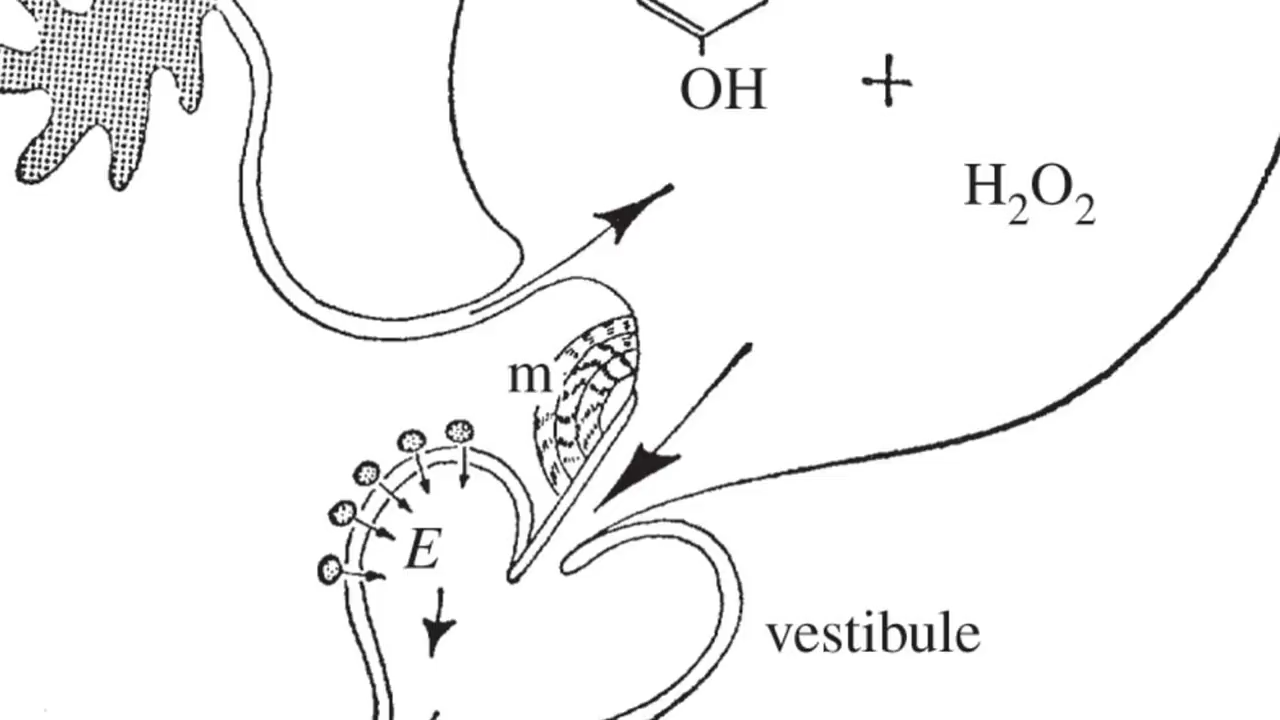 OH +
H₂O₂
m
E
vestibule